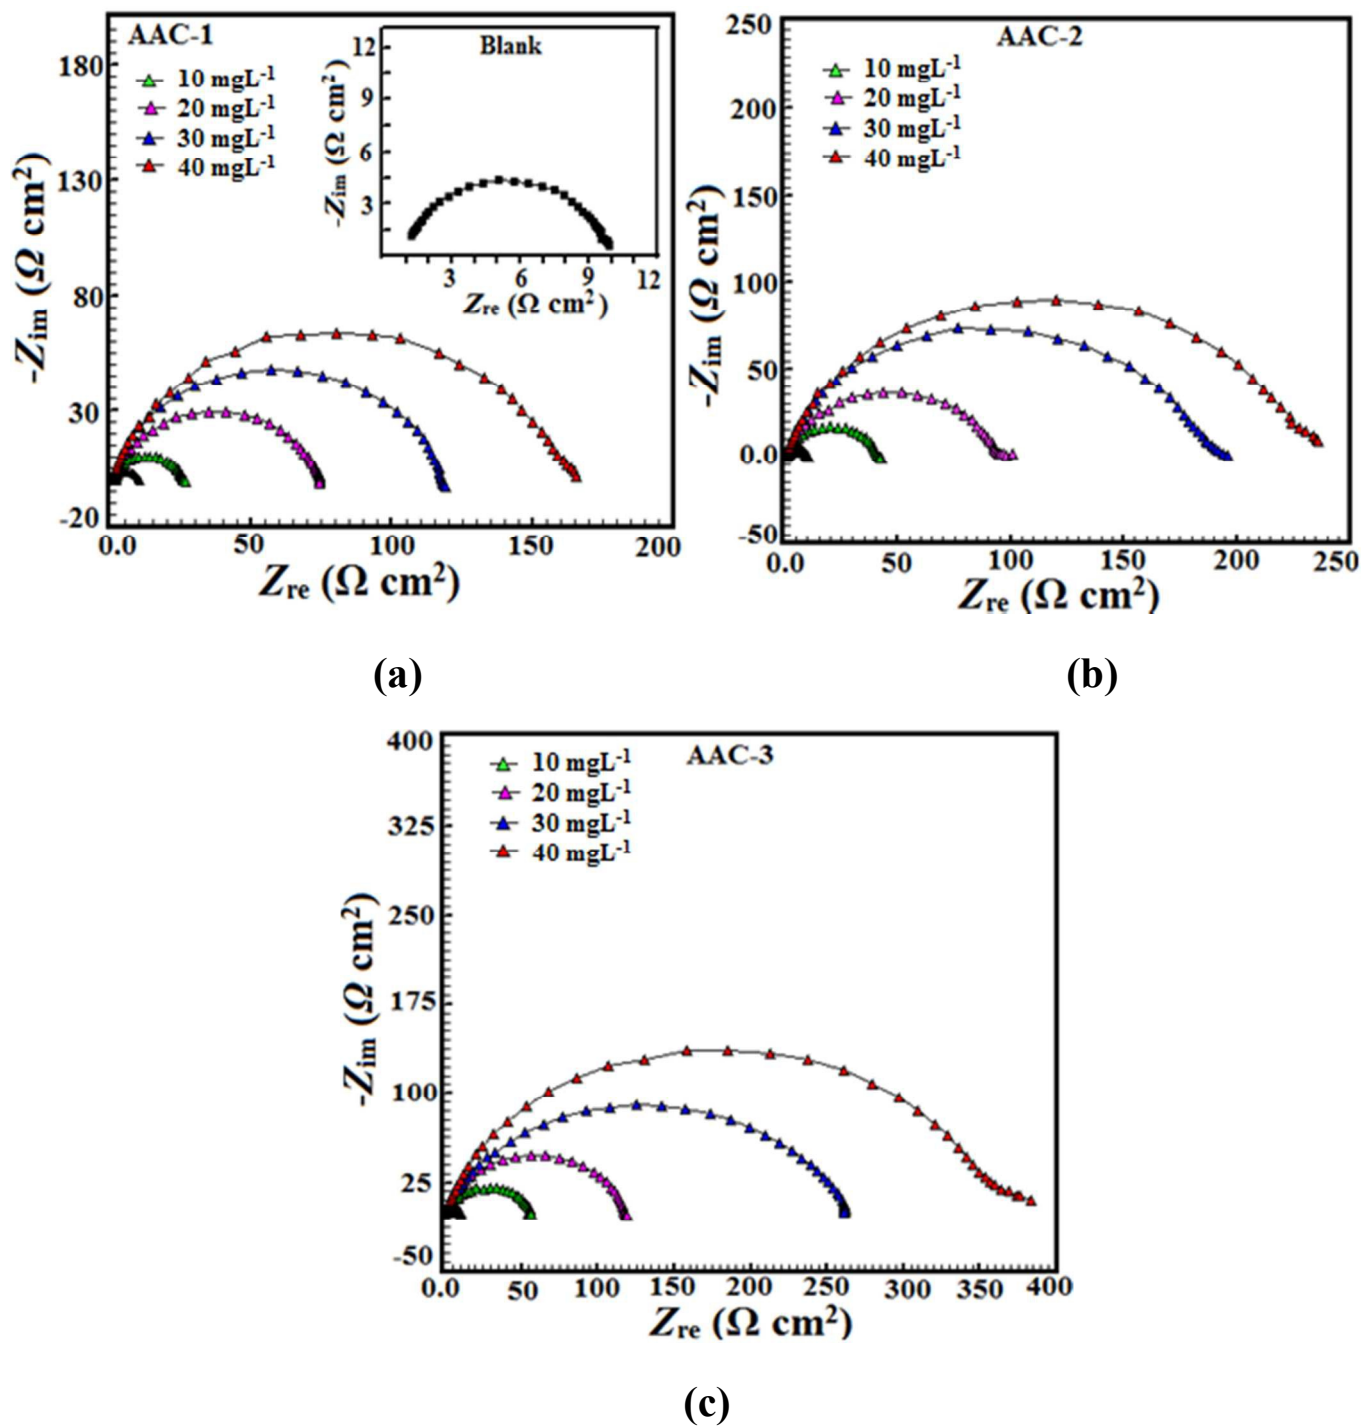 AAC-1
10 mgL-1
20 mgL-1
30 mgL-1
40 mgL-1
Blank
12
9
6
3
-Zim (Ω cm2)
3 6 9 12
Zre (Ω cm2)
180
130
80
30
-20
-Zim (Ω cm2)
0.0 50 100 150 200
Zre (Ω cm2)
(a)
AAC-2
10 mgL-1
20 mgL-1
30 mgL-1
40 mgL-1
250
200
150
100
50
0.0
-50
-Zim (Ω cm2)
0.0 50 100 150 200 250
Zre (Ω cm2)
(b)
AAC-3
10 mgL-1
20 mgL-1
30 mgL-1
40 mgL-1
400
325
250
175
100
25
-50
-Zim (Ω cm2)
0.0 50 100 150 200 250 300 350 400
Zre (Ω cm2)
(c)